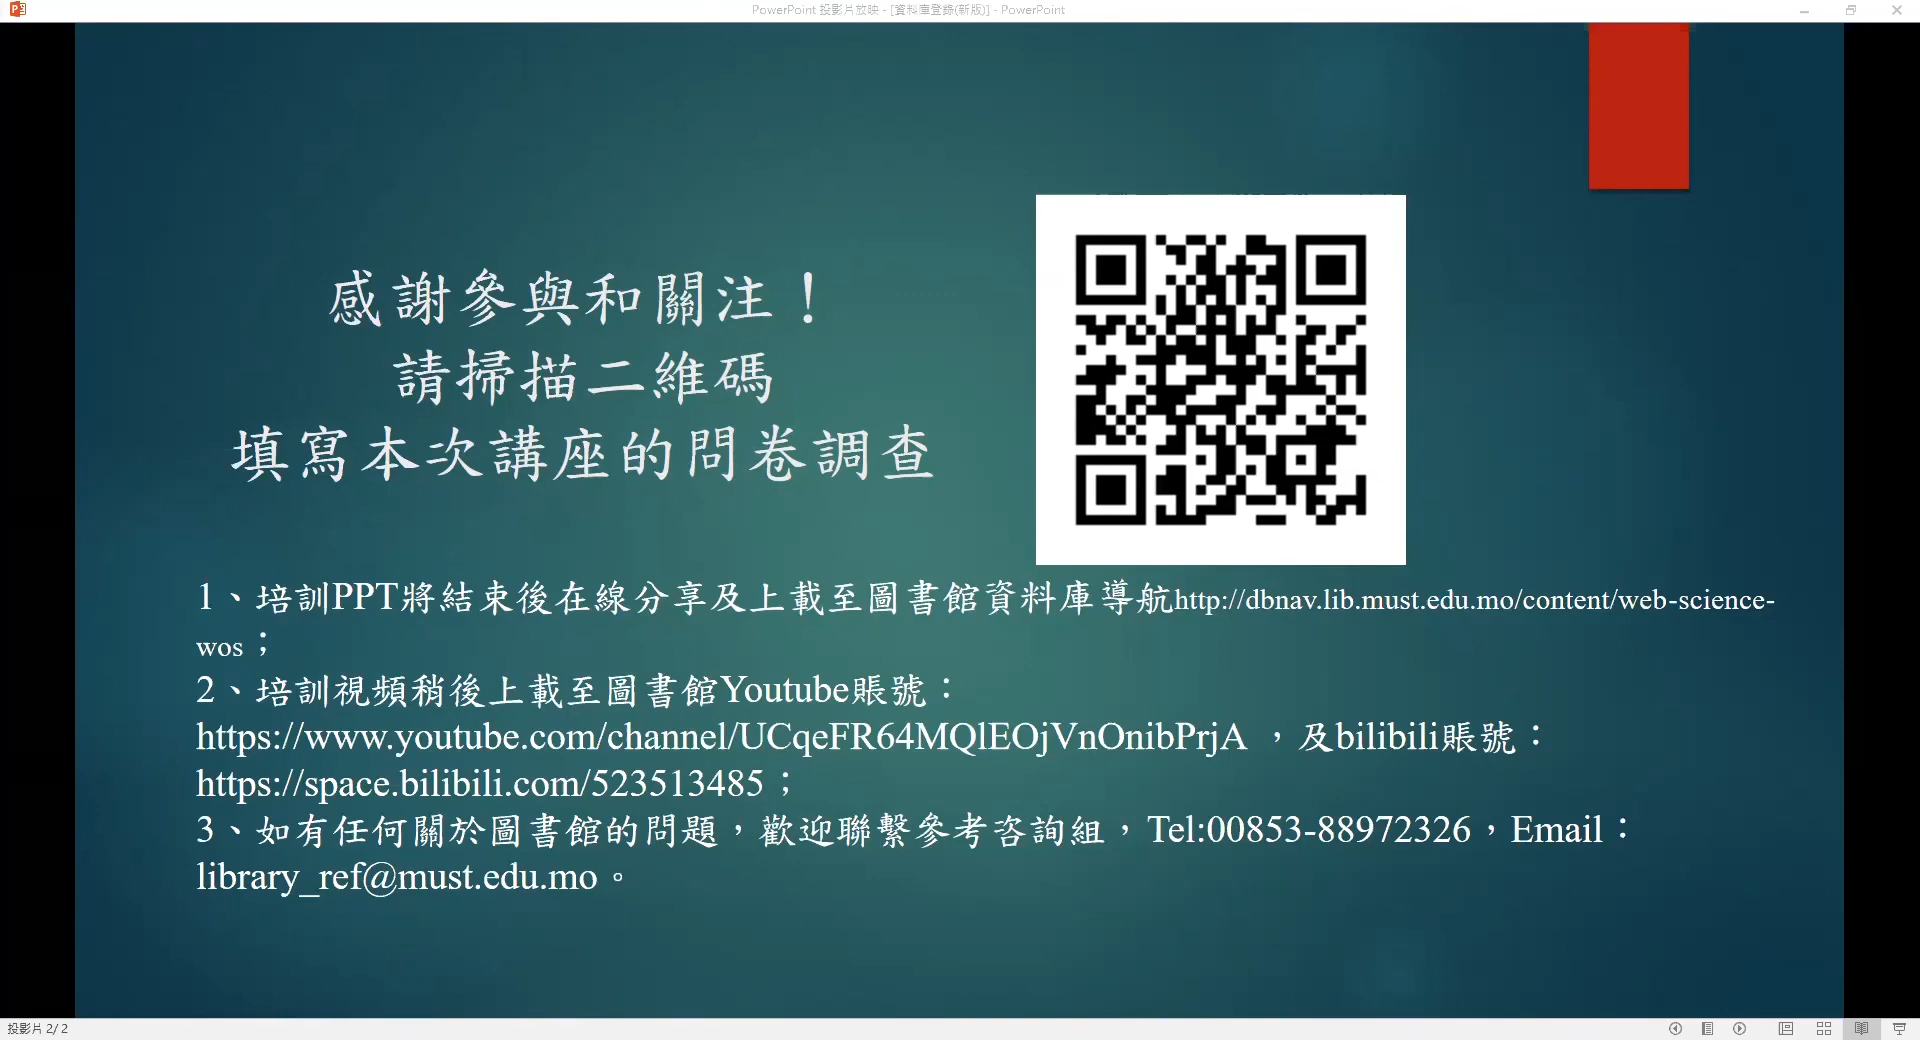 PowerPoint 投影片放映 - [資料庫登錄(新版)] - PowerPoint
感謝參與和關注！
請掃描二維碼
填寫本次講座的問卷調查
1、培訓PPT將結束後在線分享及上載至圖書館資料庫導航http://dbnav.lib.must.edu.mo/content/web-science-
wos；
2、培訓視頻稍後上載至圖書館Youtube賬號：
https://www.youtube.com/channel/UCqeFR64MQlEOjVnOnibPrjA ，及bilibili賬號：
https://space.bilibili.com/523513485；
3、如有任何關於圖書館的問題，歡迎聯繫參考咨詢組，Tel:00853-88972326，Email：
library_ref@must.edu.mo。
投影片 2/ 2